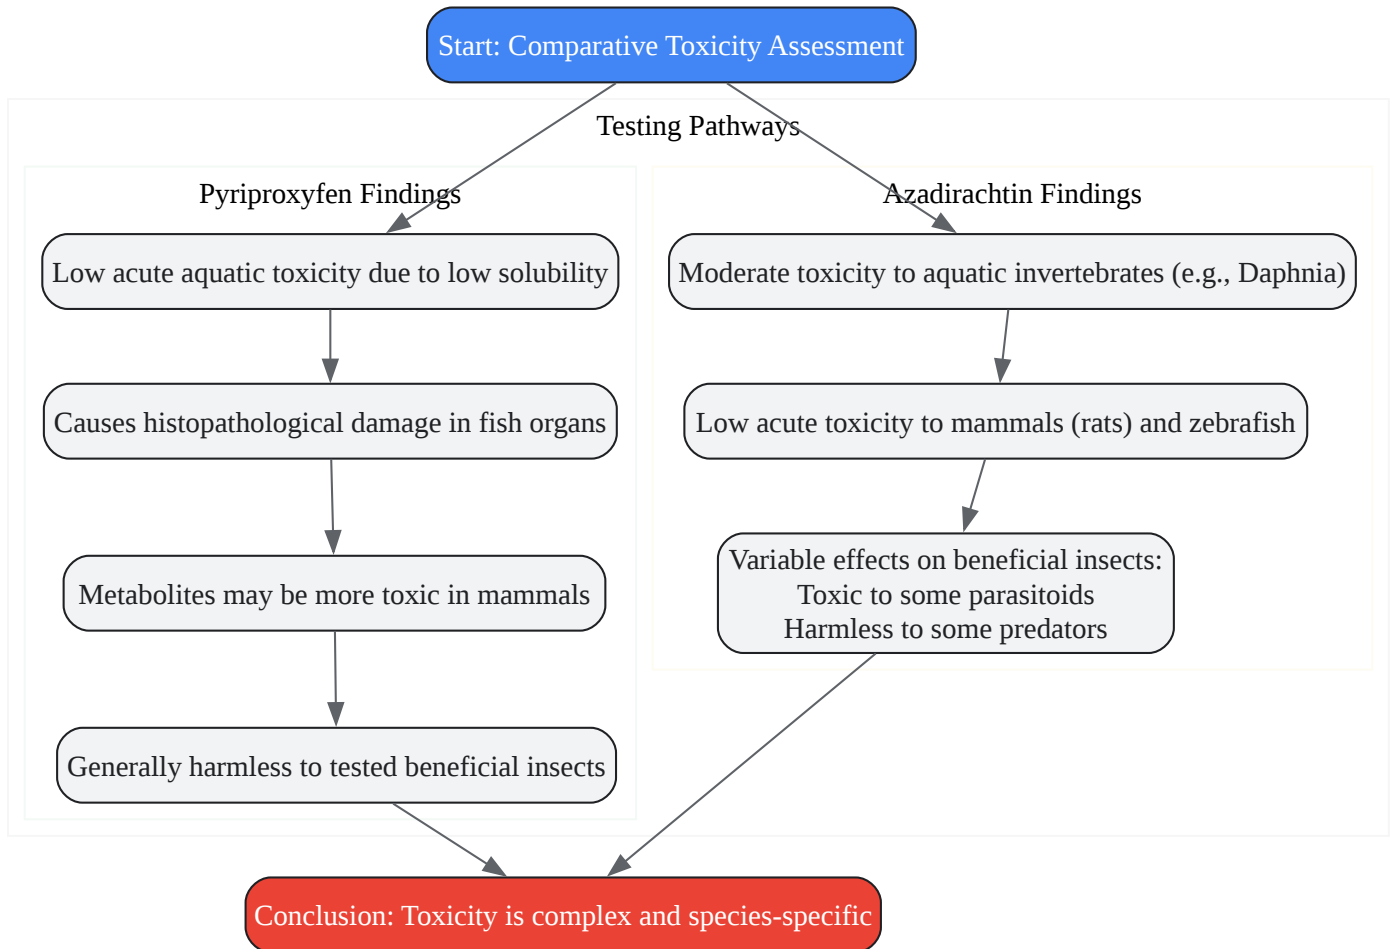 Start: Comparative Toxicity Assessment
Testing Pathways
Pyriproxyfen Findings
Low acute aquatic toxicity due to low solubility
Causes histopathological damage in fish organs
Metabolites may be more toxic in mammals
Generally harmless to tested beneficial insects
Azadirachtin Findings
Moderate toxicity to aquatic invertebrates (e.g., Daphnia)
Low acute toxicity to mammals (rats) and zebrafish
Variable effects on beneficial insects:
Toxic to some parasitoids
Harmless to some predators
Conclusion: Toxicity is complex and species-specific